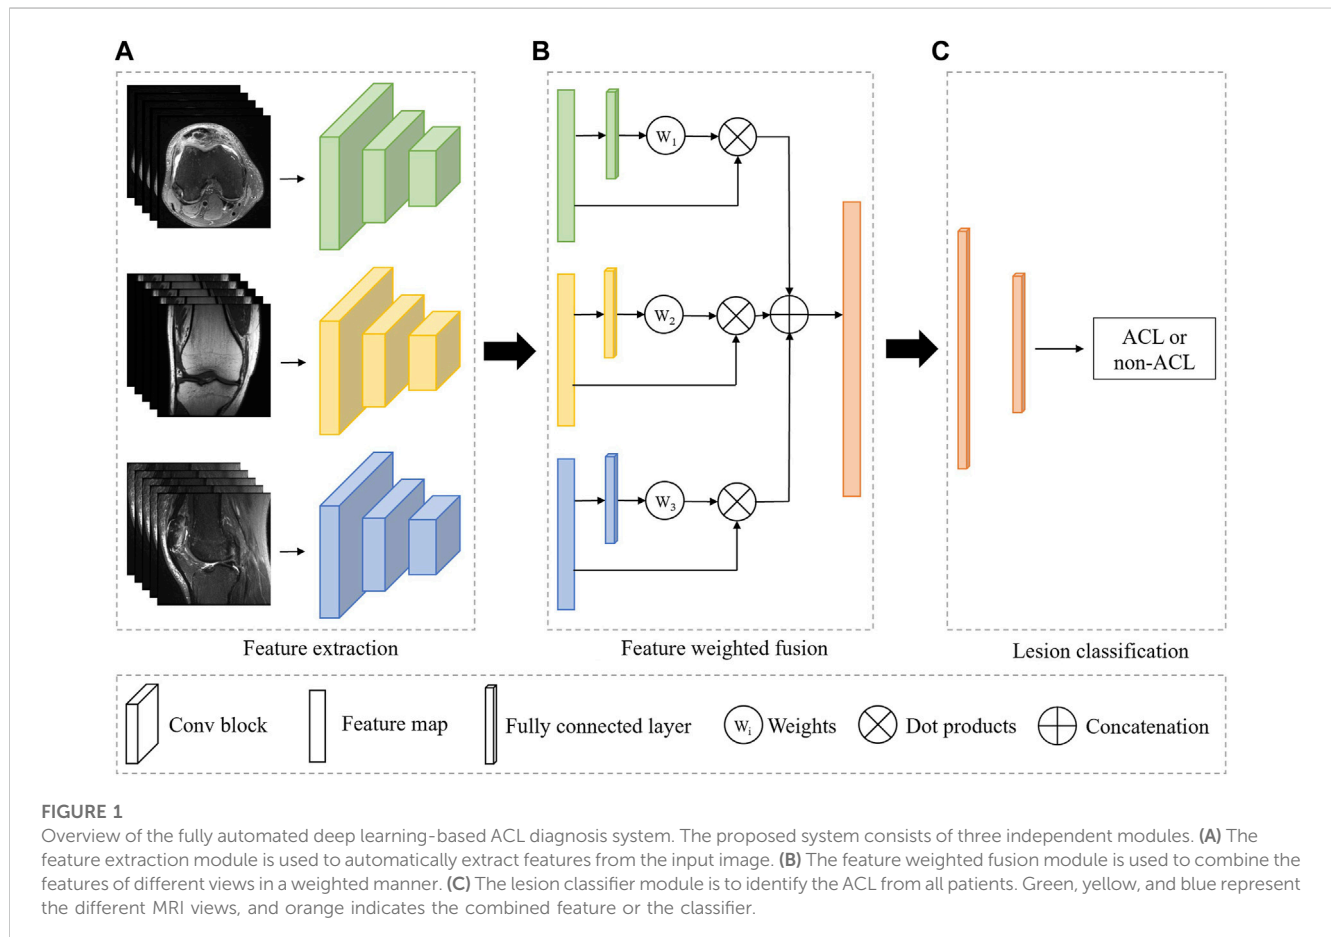 A
B
C
W1
W2
W3
ACL or
non-ACL
Feature extraction
Feature weighted fusion
Lesion classification
Conv block
Feature map
Fully connected layer
Wi
Weights
Dot products
Concatenation
FIGURE 1
Overview of the fully automated deep learning-based ACL diagnosis system. The proposed system consists of three independent modules. (A) The
feature extraction module is used to automatically extract features from the input image. (B) The feature weighted fusion module is used to combine the
features of different views in a weighted manner. (C) The lesion classifier module is to identify the ACL from all patients. Green, yellow, and blue represent
the different MRI views, and orange indicates the combined feature or the classifier.